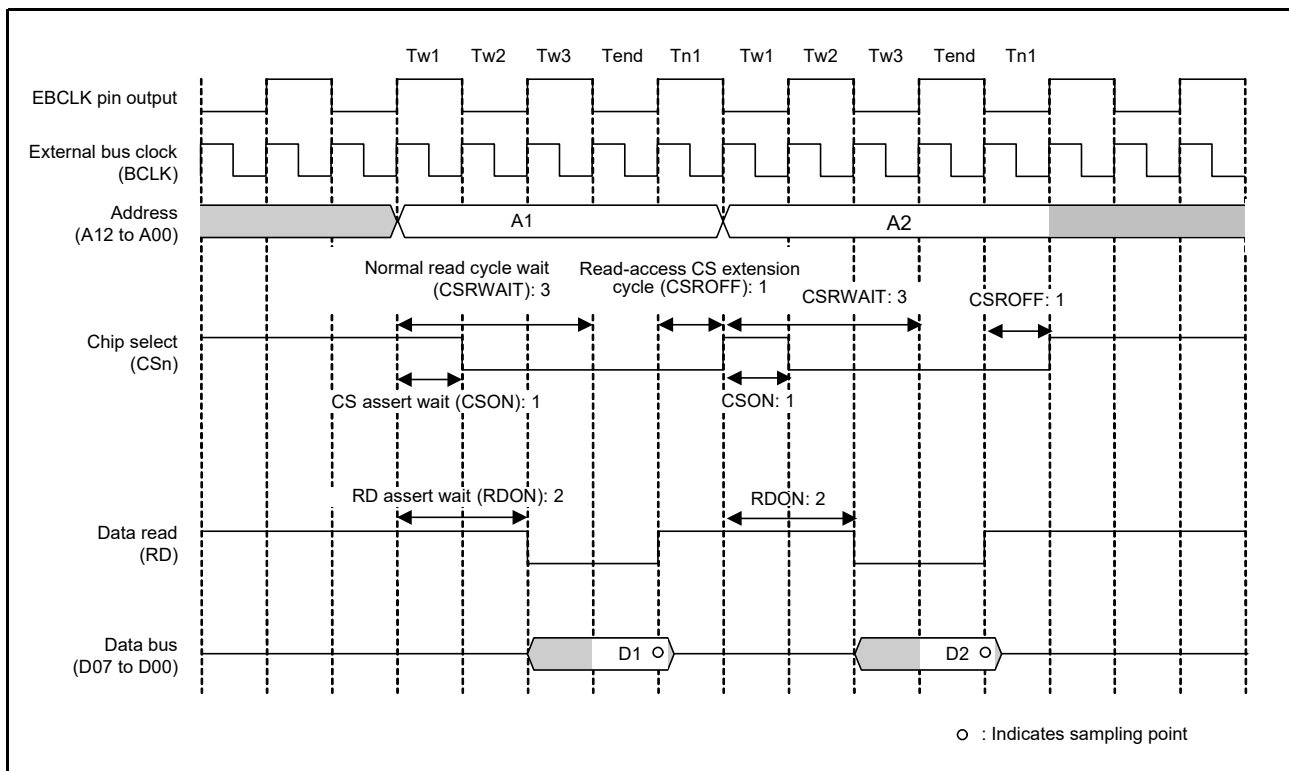 Tw1 Tw2 Tw3 Tend Tn1 Tw1 Tw2 Tw3 Tend Tn1
EBCLK pin output
External bus clock
(BCLK)
Address
(A12 to A00)
A1
A2
Normal read cycle wait
(CSRWAIT): 3
Read-access CS extension
cycle (CSROFF): 1
CSRWAIT: 3
CSROFF: 1
Chip select
(CSn)
CS assert wait (CSON): 1
CSON: 1
RD assert wait (RDON): 2
RDON: 2
Data read
(RD)
Data bus
(D07 to D00)
D1
D2
: Indicates sampling point